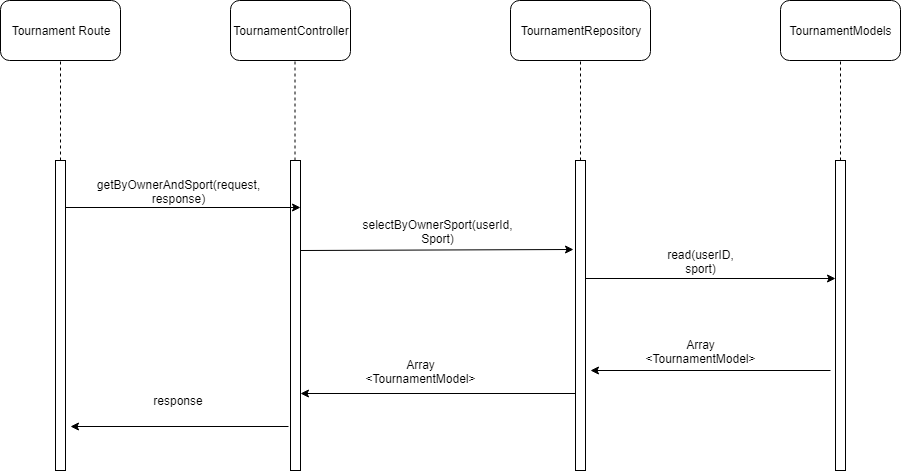 Tournament Route
TournamentController
TournamentRepository
TournamentModels
getByOwnerAndSport(request,
response)
selectByOwnerSport(userId,
Sport)
read(userID,
sport)
Array
<TournamentModel>
Array
<TournamentModel>
response